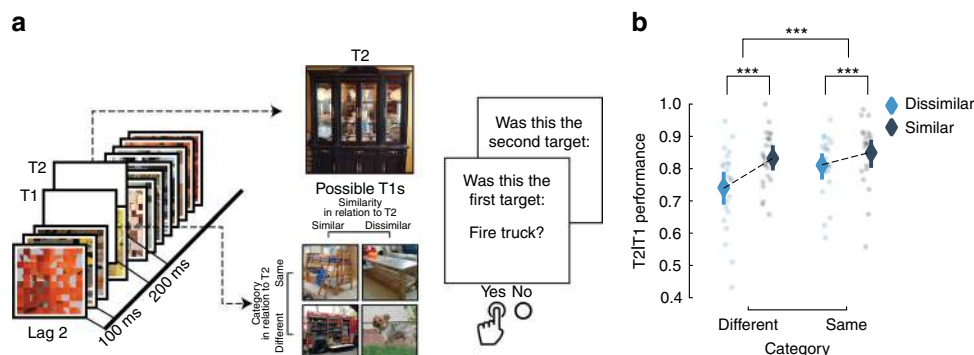 a
T2
T2
T1
Lag 2
100 ms
200 ms
Possible T1s
Similarity
in relation to T2
Similar Dissimilar
Category
in relation to T2
Same
Different
Was this the
second target:
Was this the
first target:
Fire truck?
Yes No
b
***
*** ***
T2|T1 performance
1.0
0.9
0.8
0.7
0.6
0.5
0.4
Different Same
Category
Dissimilar
Similar